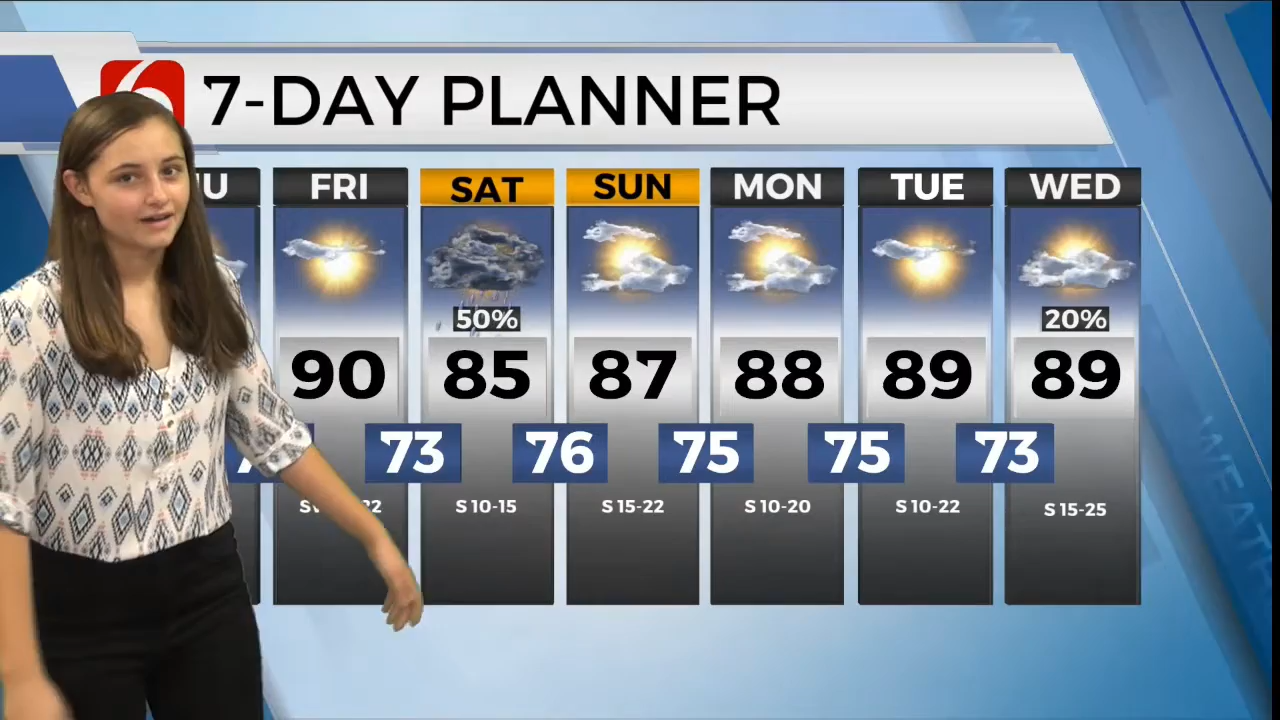 7-DAY PLANNER
FRI SAT SUN MON TUE WED
50% 20%
90 85 87 88 89 89
73 76 75 75 73
S 10-15 S 15-22 S 10-20 S 10-22 S 15-25